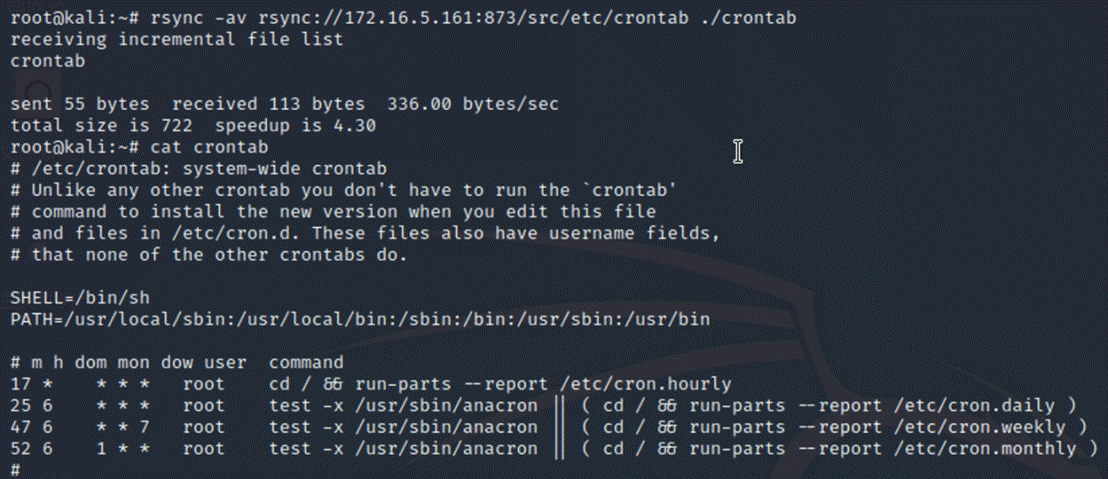 root@kali:~# rsync -av rsync://172.16.5.161:873/src/etc/crontab ./crontab
receiving incremental file list
crontab

sent 55 bytes  received 113 bytes  336.00 bytes/sec
total size is 722  speedup is 4.30
root@kali:~# cat crontab
# /etc/crontab: system-wide crontab
# Unlike any other crontab you don't have to run the `crontab'
# command to install the new version when you edit this file
# and files in /etc/cron.d. These files also have username fields,
# that none of the other crontabs do.

SHELL=/bin/sh
PATH=/usr/local/sbin:/usr/local/bin:/sbin:/bin:/usr/sbin:/usr/bin

# m h dom mon dow user  command
17 *    * * *   root    cd / && run-parts --report /etc/cron.hourly
25 6    * * *   root    test -x /usr/sbin/anacron || ( cd / && run-parts --report /etc/cron.daily )
47 6    * * 7   root    test -x /usr/sbin/anacron || ( cd / && run-parts --report /etc/cron.weekly )
52 6    1 * *   root    test -x /usr/sbin/anacron || ( cd / && run-parts --report /etc/cron.monthly )
#